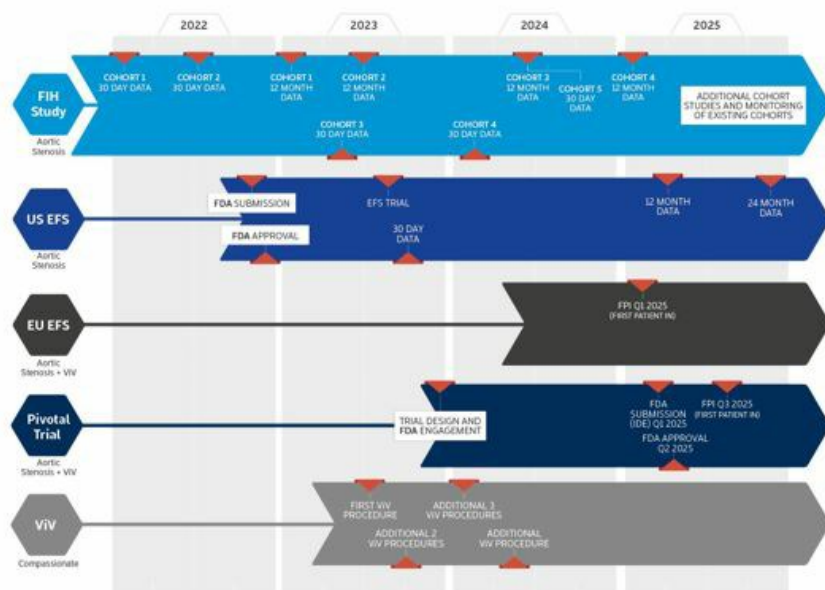 2022
2023
2024
2025
FIH
Study
Aortic
Stenosis
COHORT 1
30 DAY DATA
COHORT 2
30 DAY DATA
COHORT 1
12 MONTH
DATA
COHORT 2
12 MONTH
DATA
COHORT 3
12 MONTH
DATA
COHORT 5
30 DAY
DATA
COHORT 4
12 MONTH
DATA
ADDITIONAL COHORT
STUDIES AND MONITORING
OF EXISTING COHORTS
COHORT 3
30 DAY DATA
COHORT 4
30 DAY DATA
US EFS
Aortic
Stenosis
FDA SUBMISSION
EFS TRIAL
12 MONTH
DATA
24 MONTH
DATA
FDA APPROVAL
30 DAY
DATA
EU EFS
Aortic
Stenosis + ViV
FPI Q1 2025
(FIRST PATIENT IN)
Pivotal
Trial
Aortic
Stenosis + ViV
TRIAL DESIGN AND
FDA ENGAGEMENT
FDA
SUBMISSION
(IDE) Q1 2025
FPI Q3 2025
(FIRST PATIENT IN)
FDA APPROVAL
Q2 2025
ViV
Compassionate
FIRST ViV
PROCEDURE
ADDITIONAL 3
ViV PROCEDURES
ADDITIONAL 2
ViV PROCEDURES
ADDITIONAL
ViV PROCEDURE